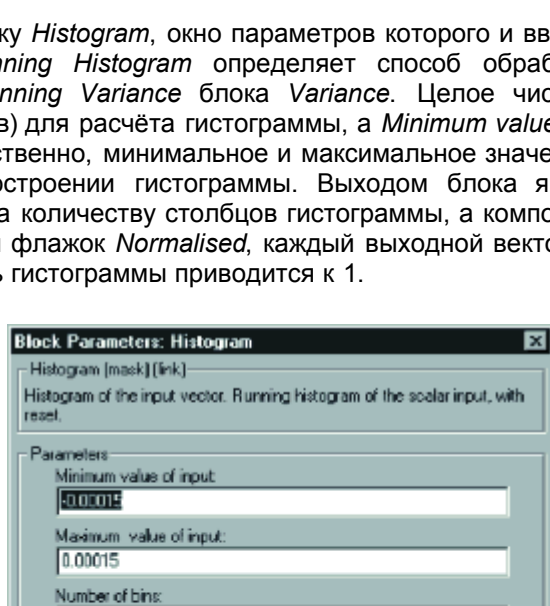 ку Histogram, окно параметров которого и вв
nning Histogram определяет способ обраб
nning Variance блока Variance. Целое чис
в) для расчёта гистограммы, а Minimum value
ственно, минимальное и максимальное значе
остроении гистограммы. Выходом блока я
а количеству столбцов гистограммы, а компо
и флажок Normalised, каждый выходной векто
ь гистограммы приводится к 1.
Block Parameters: Histogram
Histogram (mask) (link)
Histogram of the input vector. Running histogram of the scalar input, with
reset.
Parameters
Minimum value of input:
-0.00015
Maximum value of input:
0.00015
Number of bins: